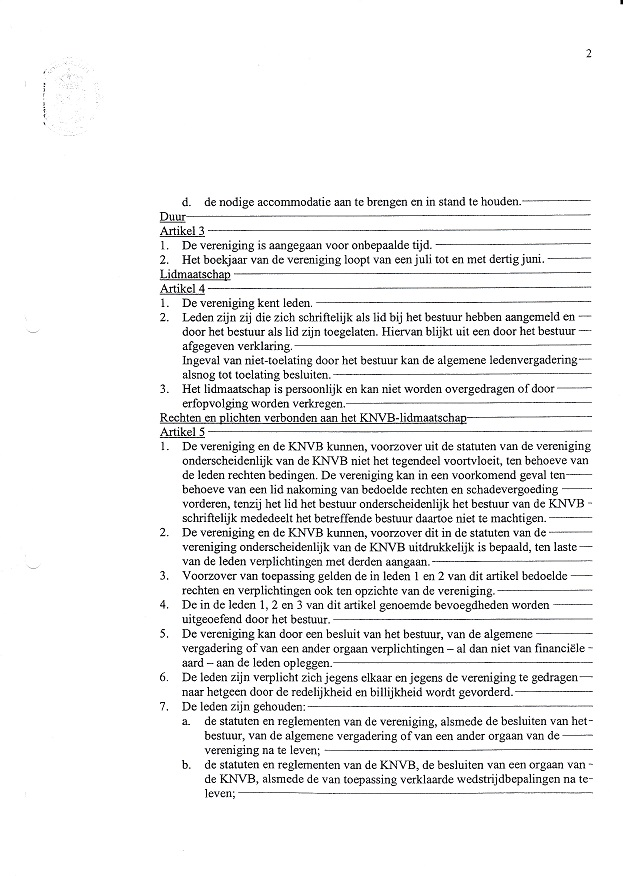 2
d. de nodige accommodatie aan te brengen en in stand te houden.
Duur
Artikel 3
1. De vereniging is aangegaan voor onbepaalde tijd.
2. Het boekjaar van de vereniging loopt van een juli tot en met dertig juni.
Lidmaatschap
Artikel 4
1. De vereniging kent leden.
2. Leden zijn zij die zich schriftelijk als lid bij het bestuur hebben aangemeld en
door het bestuur als lid zijn toegelaten. Hiervan blijkt uit een door het bestuur
afgegeven verklaring.
Ingeval van niet-toelating door het bestuur kan de algemene ledenvergadering
alsnog tot toelating besluiten.
3. Het lidmaatschap is persoonlijk en kan niet worden overgedragen of door
erfopvolging worden verkregen.
Rechten en plichten verbonden aan het KNVB-lidmaatschap
Artikel 5
1. De vereniging en de KNVB kunnen, voorzover uit de statuten van de vereniging
onderscheidenlijk van de KNVB niet het tegendeel voortvloeit, ten behoeve van
de leden rechten bedingen. De vereniging kan in een voorkomend geval ten
behoeve van een lid nakoming van bedoelde rechten en schadevergoeding
vorderen, tenzij het lid het bestuur onderscheidenlijk het bestuur van de KNVB
schriftelijk mededeelt het betreffende bestuur daartoe niet te machtigen.
2. De vereniging en de KNVB kunnen, voorzover dit in de statuten van de
vereniging onderscheidenlijk van de KNVB uitdrukkelijk is bepaald, ten laste
van de leden verplichtingen met derden aangaan.
3. Voorzover van toepassing gelden de in leden 1 en 2 van dit artikel bedoelde
rechten en verplichtingen ook ten opzichte van de vereniging.
4. De in de leden 1, 2 en 3 van dit artikel genoemde bevoegdheden worden
uitgeoefend door het bestuur.
5. De vereniging kan door een besluit van het bestuur, van de algemene
vergadering of van een ander orgaan verplichtingen – al dan niet van financiële
aard – aan de leden opleggen.
6. De leden zijn verplicht zich jegens elkaar en jegens de vereniging te gedragen
naar hetgeen door de redelijkheid en billijkheid wordt gevorderd.
7. De leden zijn gehouden:
a. de statuten en reglementen van de vereniging, alsmede de besluiten van het
bestuur, van de algemene vergadering of van een ander orgaan van de
vereniging na te leven;
b. de statuten en reglementen van de KNVB, de besluiten van een orgaan van
de KNVB, alsmede de van toepassing verklaarde wedstrijdbepalingen na te
leven;